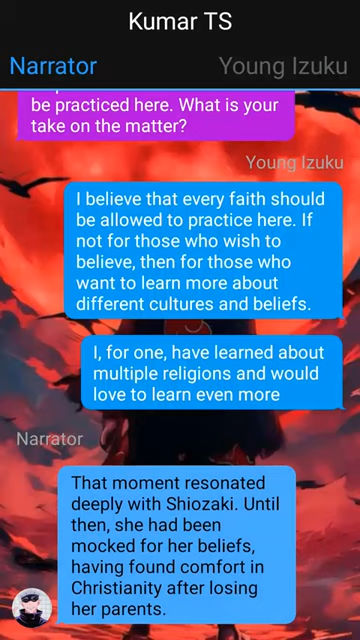 Kumar TS
Narrator
Young Izuku
be practiced here. What is your
take on the matter?
Young Izuku
I believe that every faith should
be allowed to practice here. If
not for those who wish to
believe, then for those who
want to learn more about
different cultures and beliefs.
I, for one, have learned about
multiple religions and would
love to learn even more
Narrator
That moment resonated
deeply with Shiozaki. Until
then, she had been
mocked for her beliefs,
having found comfort in
Christianity after losing
her parents.